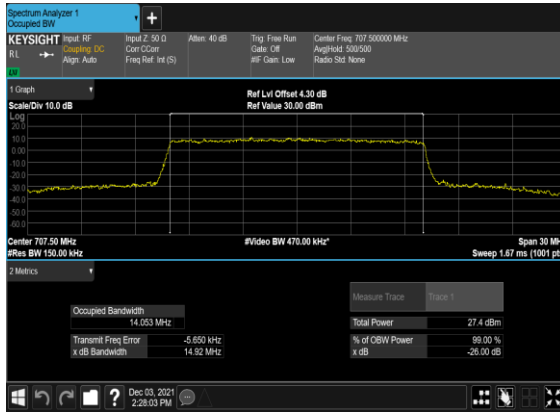 Spectrum Analyzer 1
Occupied BW
+
KEYSIGHT Input: RF Input Z: 50 Ω Atten: 40 dB Trig: Free Run Center Freq: 707.500000 MHz
RL Coupling: DC Corr CCorr Gate: Off Avg|Hold: 500/500
Align: Auto Freq Ref: Int (S) #IF Gain: Low Radio Std: None
LW
1 Graph
Ref Lvl Offset 4.30 dB
Scale/Div 10.0 dB Ref Value 30.00 dBm
Log
20.0
10.0
0.00
-10.0
-20.0
-30.0
-40.0
-50.0
-60.0
Center 707.50 MHz #Video BW 470.00 kHz* Span 30 MH
#Res BW 150.00 kHz Sweep 1.67 ms (1001 pt
2 Metrics
Measure Trace Trace 1
Occupied Bandwidth
14.053 MHz Total Power 27.4 dBm
Transmit Freq Error -5.650 kHz % of OBW Power 99.00 %
x dB Bandwidth 14.92 MHz x dB -26.00 dB
? Dec 03, 2021
2:28:03 PM